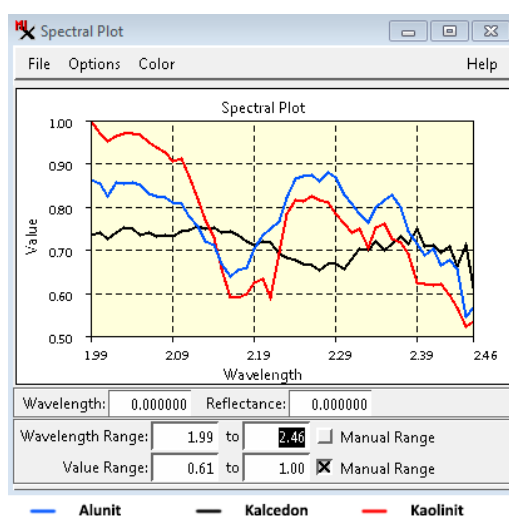 Spectral Plot
File Options Color Help
Spectral Plot
1.00
0.90
0.80
0.70
0.60
0.50
Value
1.99 2.09 2.19 2.29 2.39 2.46
Wavelength
Wavelength: 0.000000 Reflectance: 0.000000
Wavelength Range: 1.99 to 2.46 Manual Range
Value Range: 0.61 to 1.00 Manual Range
Alunit Kalcedon Kaolinit